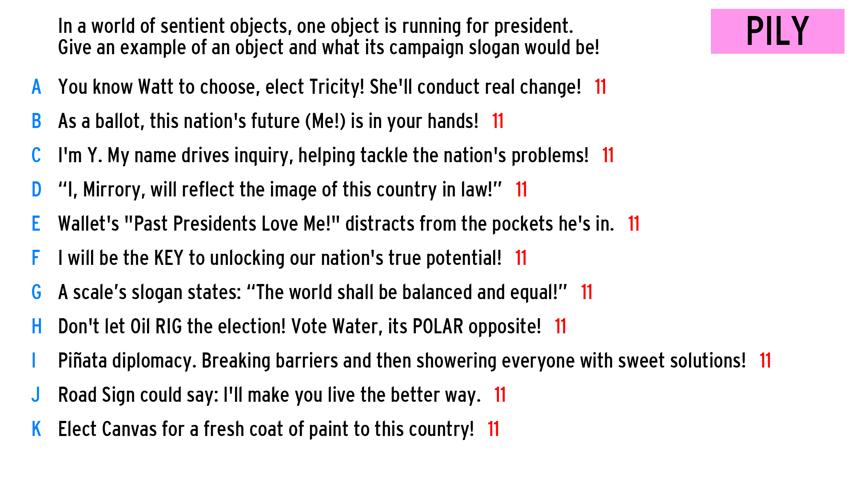 In a world of sentient objects, one object is running for president.
Give an example of an object and what its campaign slogan would be!
PILY
A You know Watt to choose, elect Tricity! She'll conduct real change! 11
B As a ballot, this nation's future (Me!) is in your hands! 11
C I'm Y. My name drives inquiry, helping tackle the nation's problems! 11
D “I, Mirrory, will reflect the image of this country in law!” 11
E Wallet's "Past Presidents Love Me!" distracts from the pockets he's in. 11
F I will be the KEY to unlocking our nation's true potential! 11
G A scale’s slogan states: “The world shall be balanced and equal!” 11
H Don't let Oil RIG the election! Vote Water, its POLAR opposite! 11
I Piñata diplomacy. Breaking barriers and then showering everyone with sweet solutions! 11
J Road Sign could say: I'll make you live the better way. 11
K Elect Canvas for a fresh coat of paint to this country! 11